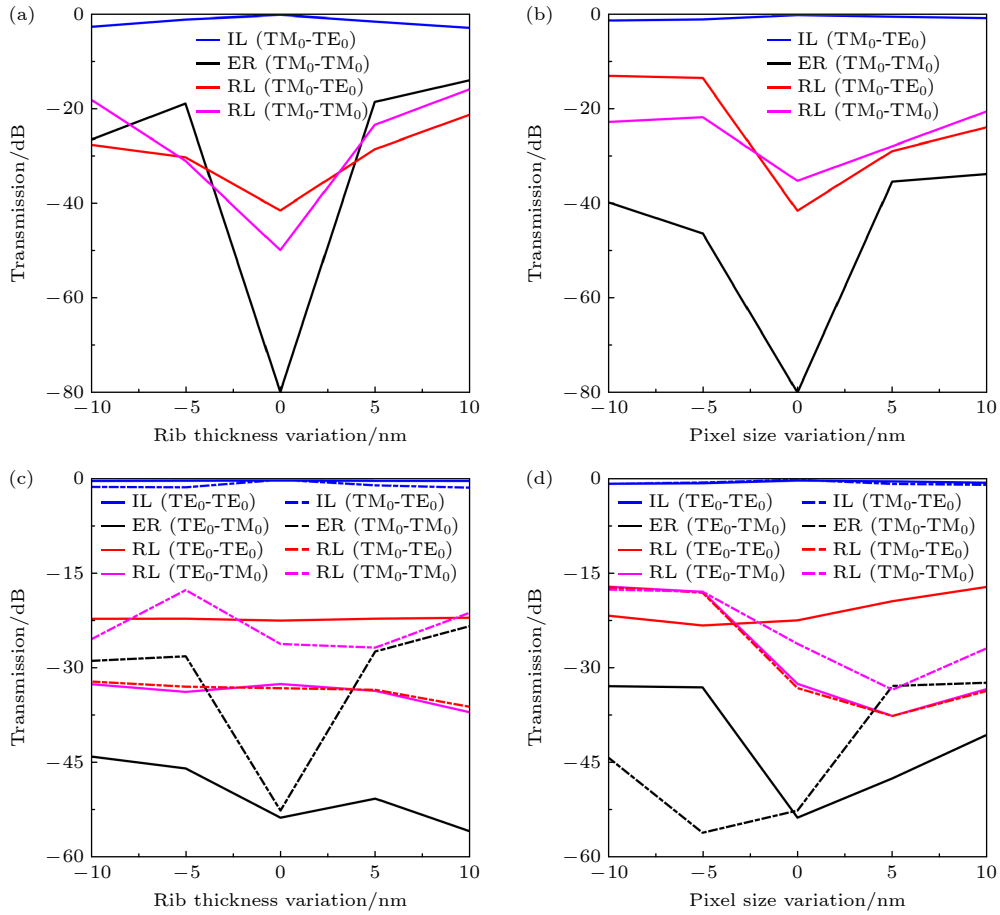 (a)
0
−20
−40
−60
−80
Transmission/dB
IL (TM₀-TE₀)
ER (TM₀-TM₀)
RL (TM₀-TE₀)
RL (TM₀-TM₀)
−10 −5 0 5 10
Rib thickness variation/nm
(b)
0
−20
−40
−60
−80
Transmission/dB
IL (TM₀-TE₀)
ER (TM₀-TM₀)
RL (TM₀-TE₀)
RL (TM₀-TM₀)
−10 −5 0 5 10
Pixel size variation/nm
(c)
0
−15
−30
−45
−60
Transmission/dB
IL (TE₀-TE₀) IL (TM₀-TE₀)
ER (TE₀-TM₀) ER (TM₀-TM₀)
RL (TE₀-TE₀) RL (TM₀-TE₀)
RL (TE₀-TM₀) RL (TM₀-TM₀)
−10 −5 0 5 10
Rib thickness variation/nm
(d)
0
−15
−30
−45
−60
Transmission/dB
IL (TE₀-TE₀) IL (TM₀-TE₀)
ER (TE₀-TM₀) ER (TM₀-TM₀)
RL (TE₀-TE₀) RL (TM₀-TE₀)
RL (TE₀-TM₀) RL (TM₀-TM₀)
−10 −5 0 5 10
Pixel size variation/nm